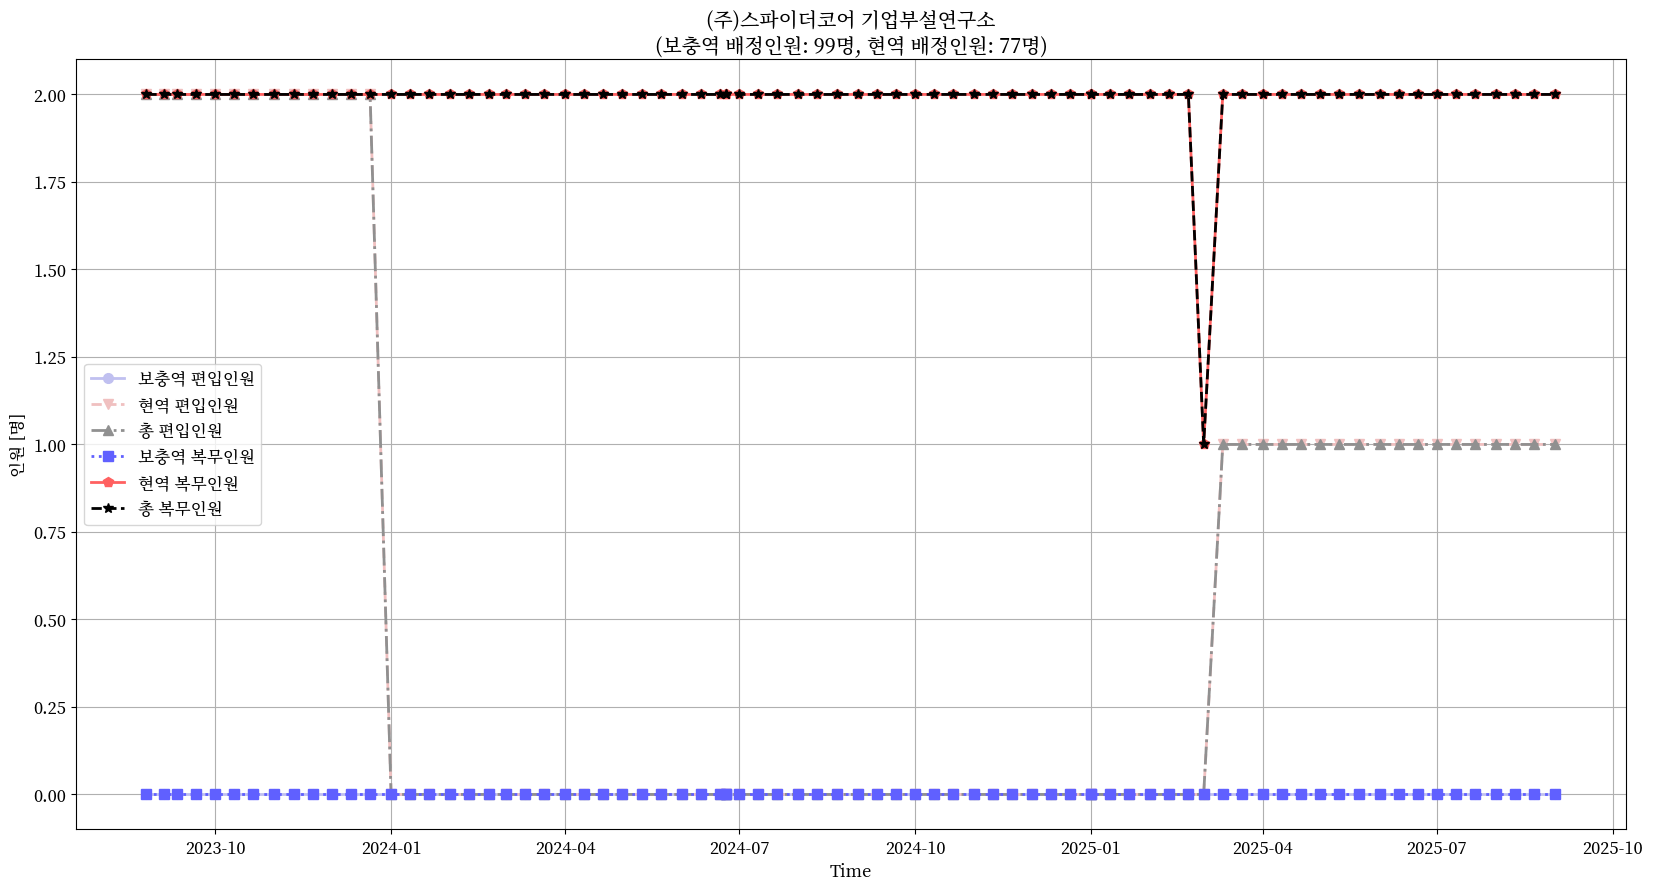 (주)스파이더코어 기업부설연구소
(보충역 배정인원: 99명, 현역 배정인원: 77명)
인원 [명]
2.00
1.75
1.50
1.25
1.00
0.75
0.50
0.25
0.00
보충역 편입인원
현역 편입인원
총 편입인원
보충역 복무인원
현역 복무인원
총 복무인원
2023-10
2024-01
2024-04
2024-07
2024-10
2025-01
2025-04
2025-07
2025-10
Time